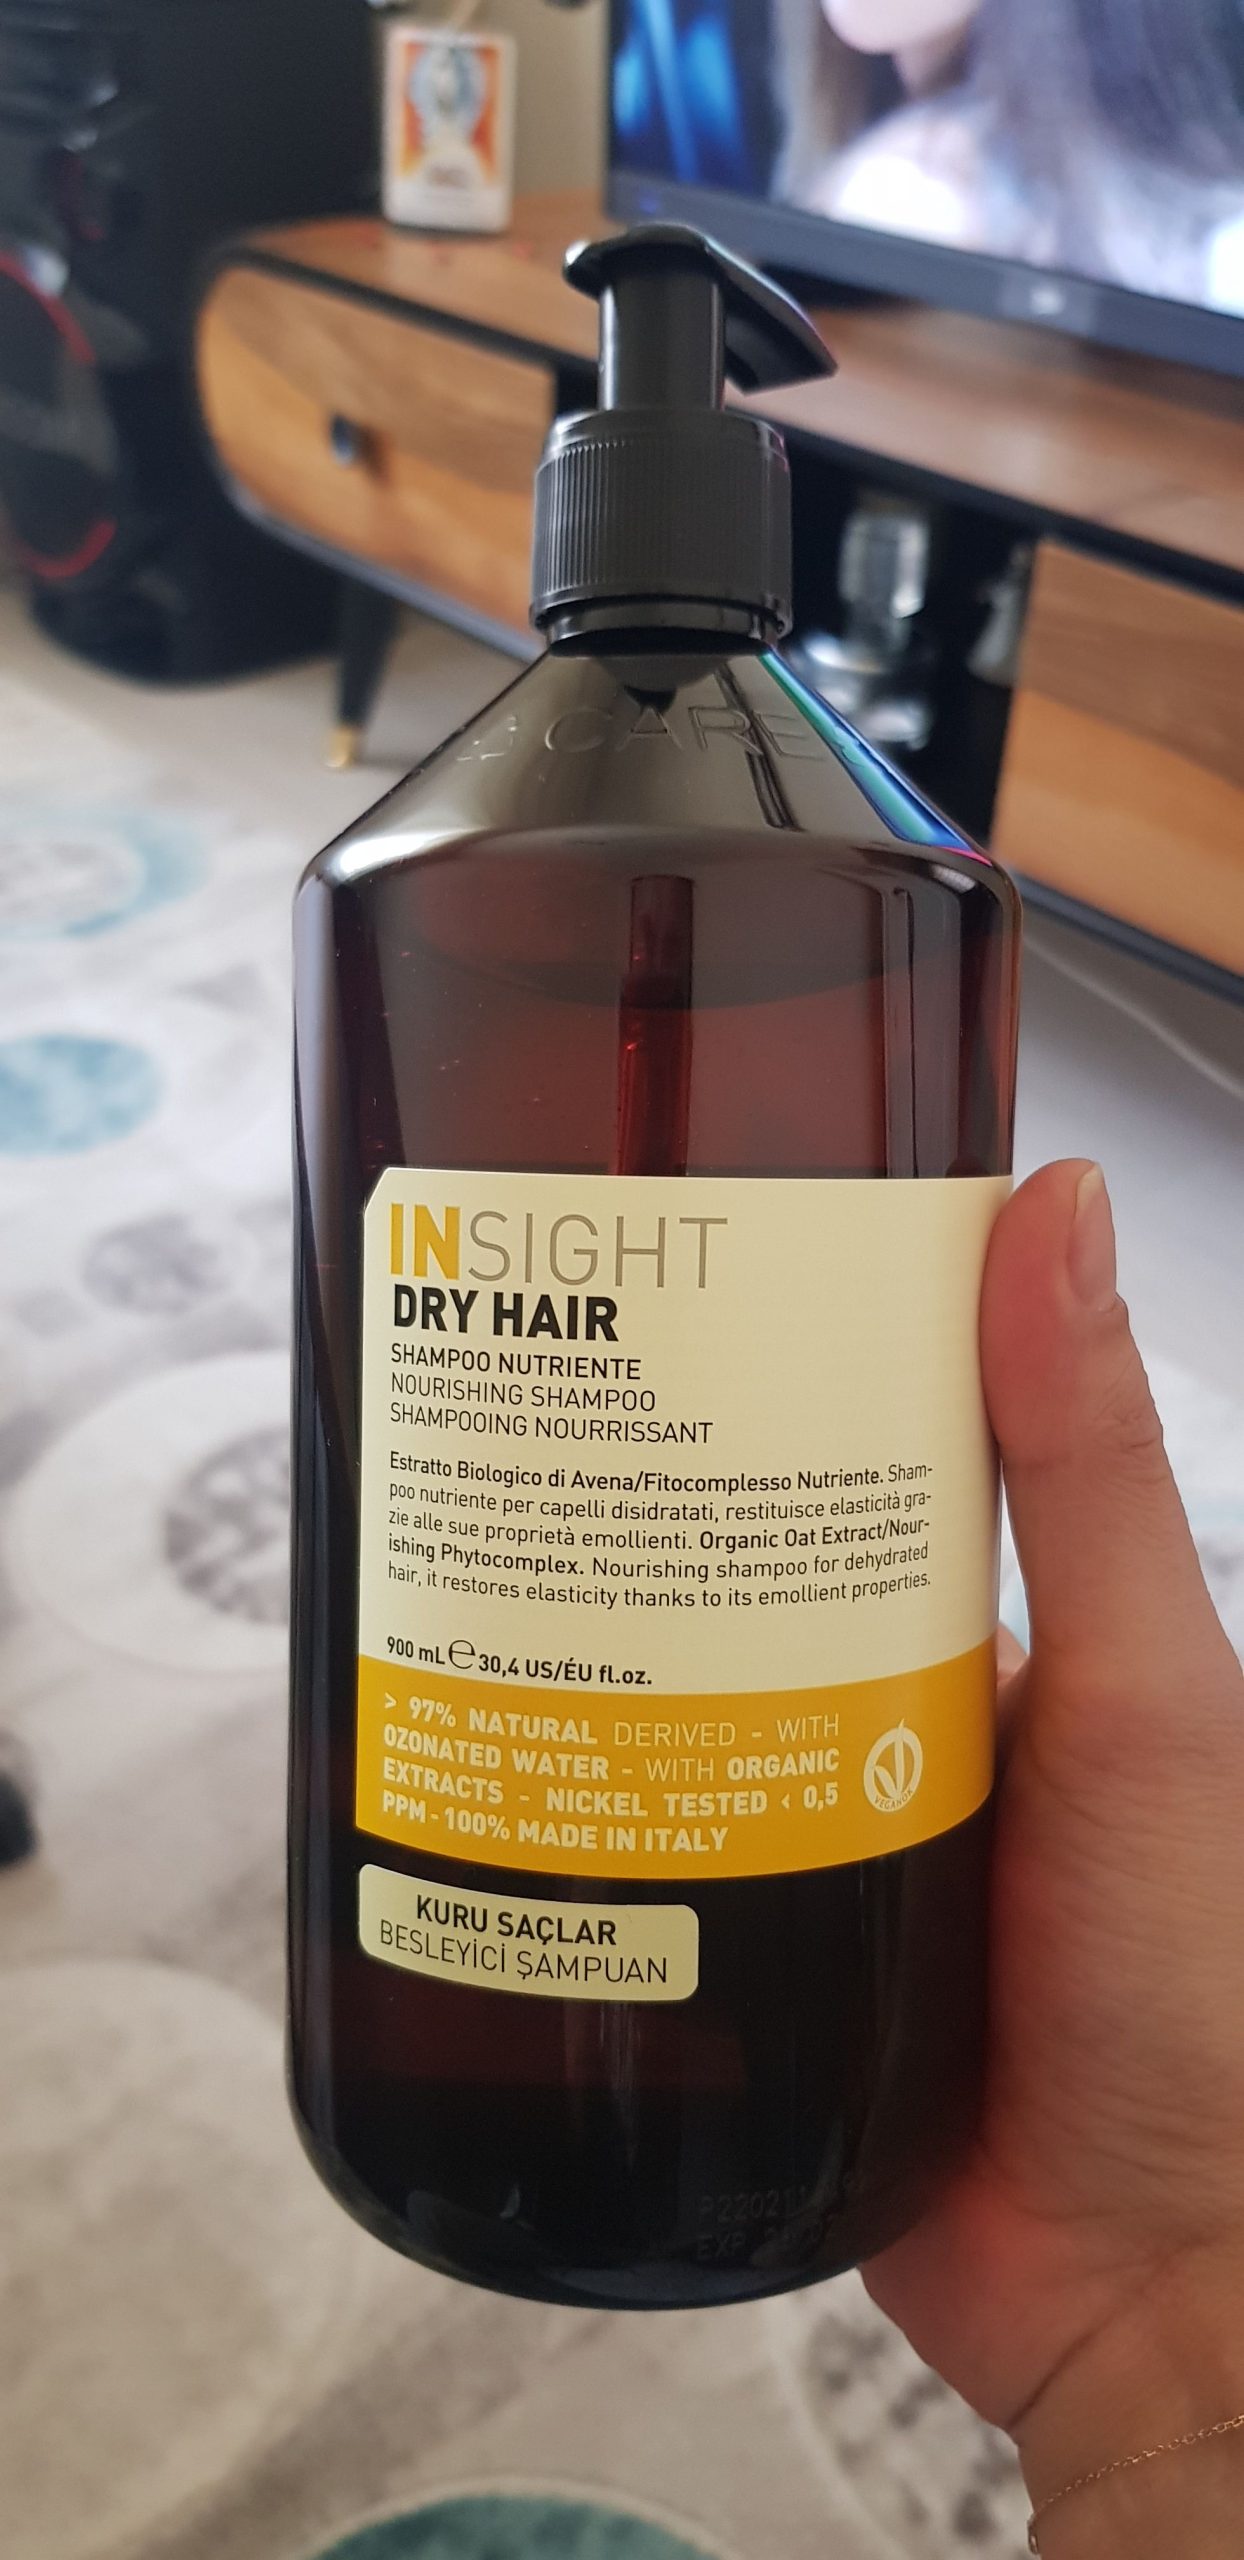 CARE
INSIGHT
DRY HAIR
SHAMPOO NUTRIENTE
NOURISHING SHAMPOO
SHAMPOOING NOURRISSANT
Estratto Biologico di Avena/Fitocomplesso Nutriente. Sham-
poo nutriente per capelli disidratati, restituisce elasticità gra-
zie alle sue proprietà emollienti. Organic Oat Extract/Nour-
ishing Phytocomplex. Nourishing shampoo for dehydrated
hair, it restores elasticity thanks to its emollient properties.
900 mL ℮ 30,4 US/ÉU fl.oz.
> 97% NATURAL DERIVED - WITH
OZONATED WATER - WITH ORGANIC
EXTRACTS - NICKEL TESTED < 0,5
PPM - 100% MADE IN ITALY
VEGANOK
KURU SAÇLAR
BESLEYİCİ ŞAMPUAN
EXP